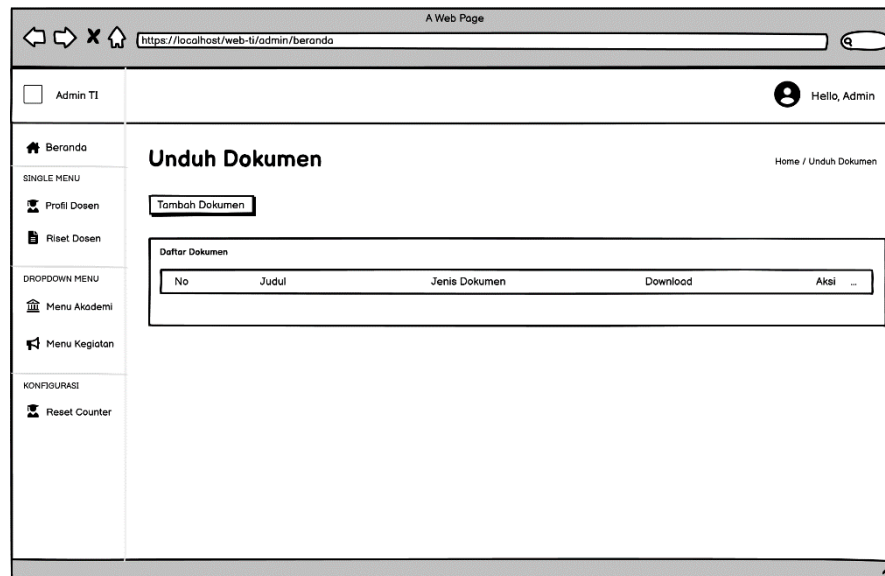 A Web Page
https://localhost/web-ti/admin/beranda
Admin TI
Hello, Admin
Beranda
Unduh Dokumen
Home / Unduh Dokumen
SINGLE MENU
Profil Dosen
Tambah Dokumen
Riset Dosen
Daftar Dokumen
DROPDOWN MENU
No Judul Jenis Dokumen Download Aksi ...
Menu Akademi
Menu Kegiatan
KONFIGURASI
Reset Counter